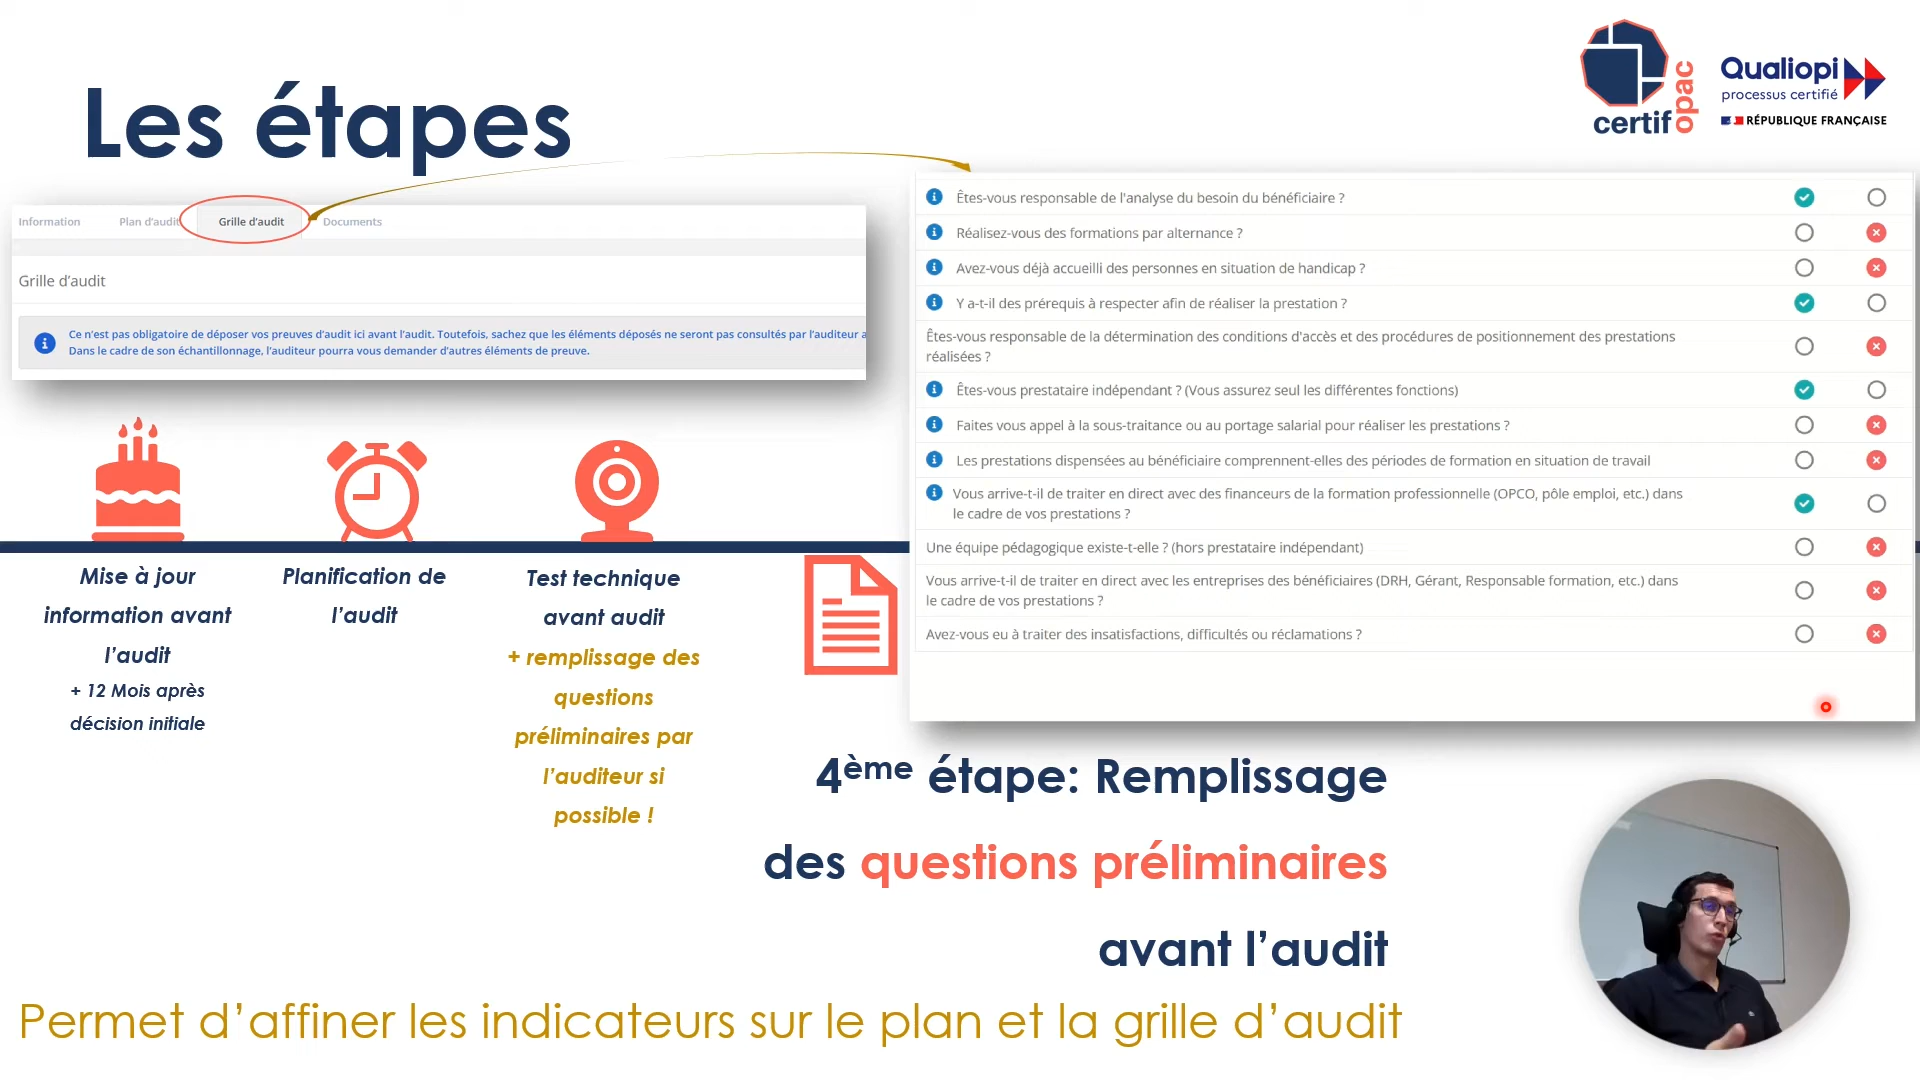 Les étapes
certif
opac
Qualiopi
processus certifié
RÉPUBLIQUE FRANÇAISE
Information
Plan d'audit
Grille d'audit
Documents
Grille d'audit
Ce n'est pas obligatoire de déposer vos preuves d'audit ici avant l'audit. Toutefois, sachez que les éléments déposés ne seront pas consultés par l'auditeur a
Dans le cadre de son échantillonnage, l'auditeur pourra vous demander d'autres éléments de preuve.
Êtes-vous responsable de l'analyse du besoin du bénéficiaire ?
Réalisez-vous des formations par alternance ?
Avez-vous déjà accueilli des personnes en situation de handicap ?
Y a-t-il des prérequis à respecter afin de réaliser la prestation ?
Êtes-vous responsable de la détermination des conditions d'accès et des procédures de positionnement des prestations
réalisées ?
Êtes-vous prestataire indépendant ? (Vous assurez seul les différentes fonctions)
Faites vous appel à la sous-traitance ou au portage salarial pour réaliser les prestations ?
Les prestations dispensées au bénéficiaire comprennent-elles des périodes de formation en situation de travail
Vous arrive-t-il de traiter en direct avec des financeurs de la formation professionnelle (OPCO, pôle emploi, etc.) dans
le cadre de vos prestations ?
Une équipe pédagogique existe-t-elle ? (hors prestataire indépendant)
Vous arrive-t-il de traiter en direct avec les entreprises des bénéficiaires (DRH, Gérant, Responsable formation, etc.) dans
le cadre de vos prestations ?
Avez-vous eu à traiter des insatisfactions, difficultés ou réclamations ?
Mise à jour
information avant
l'audit
+ 12 Mois après
décision initiale
Planification de
l'audit
Test technique
avant audit
+ remplissage des
questions
préliminaires par
l'auditeur si
possible !
4ème étape: Remplissage
des questions préliminaires
avant l'audit
Permet d'affiner les indicateurs sur le plan et la grille d'audit